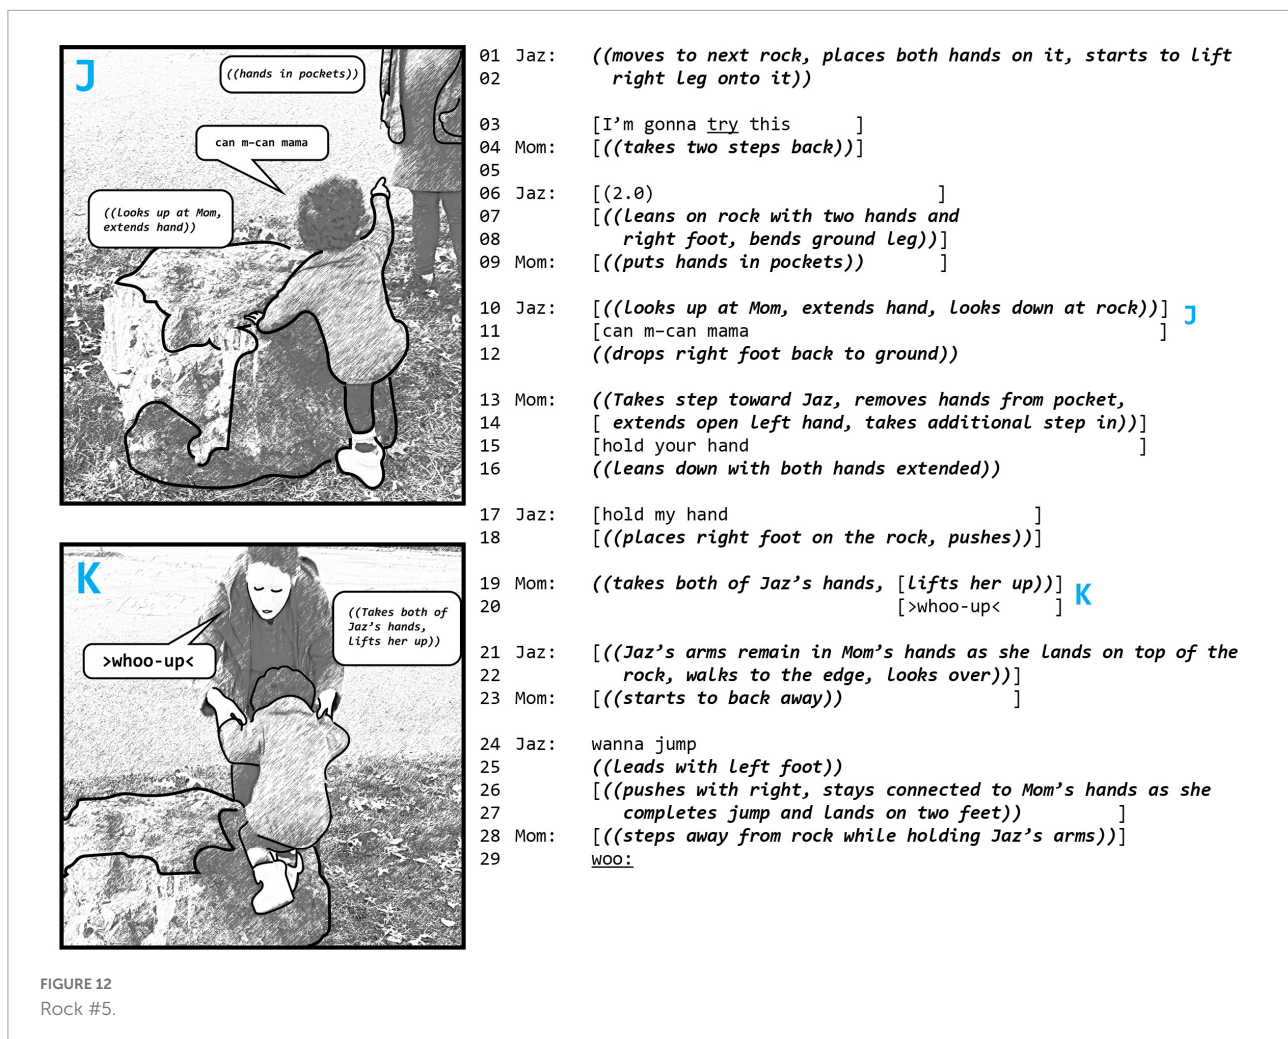 J
((hands in pockets))
can m–can mama
((looks up at Mom,
extends hand))
K
>whoo-up<
((Takes both of
Jaz’s hands,
lifts her up))
01 Jaz: ((moves to next rock, places both hands on it, starts to lift
02 right leg onto it))
03 [I’m gonna try this ]
04 Mom: [((takes two steps back))]
05
06 Jaz: [(2.0) ]
07 [((leans on rock with two hands and
08 right foot, bends ground leg))]
09 Mom: [((puts hands in pockets)) ]
10 Jaz: [((looks up at Mom, extends hand, looks down at rock))] J
11 [can m–can mama ]
12 ((drops right foot back to ground))
13 Mom: ((Takes step toward Jaz, removes hands from pocket,
14 [ extends open left hand, takes additional step in))]
15 [hold your hand ]
16 ((leans down with both hands extended))
17 Jaz: [hold my hand ]
18 [((places right foot on the rock, pushes))]
19 Mom: ((takes both of Jaz’s hands, [lifts her up))] K
20 [>whoo-up< ]
21 Jaz: [((Jaz’s arms remain in Mom’s hands as she lands on top of the
22 rock, walks to the edge, looks over))]
23 Mom: [((starts to back away)) ]
24 Jaz: wanna jump
25 ((leads with left foot))
26 [((pushes with right, stays connected to Mom’s hands as she
27 completes jump and lands on two feet)) ]
28 Mom: [((steps away from rock while holding Jaz’s arms))]
29 woo:
FIGURE 12
Rock #5.